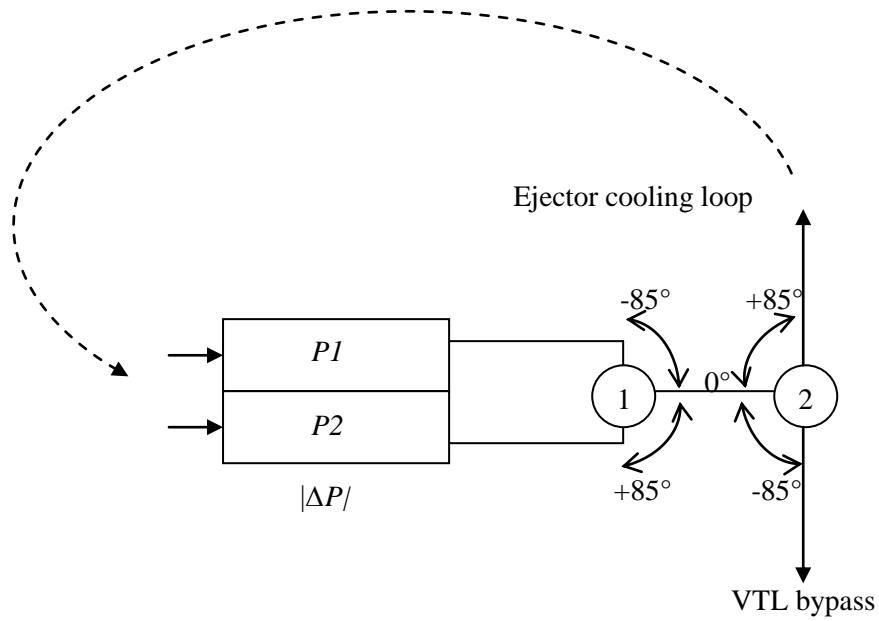 Ejector cooling loop
-85°
+85°
P1
0°
1
2
P2
+85°
-85°
|ΔP/
VTL bypass